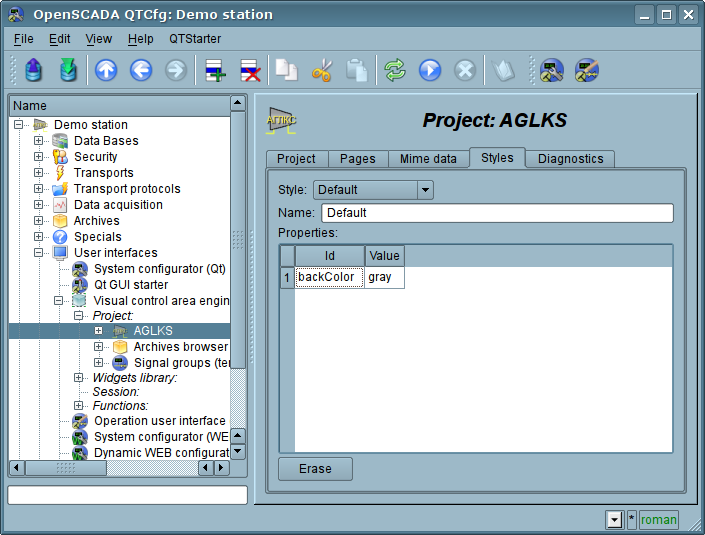 OpenSCADA QTCfg: Demo station
File Edit View Help QTStarter
Name
Demo station
Data Bases
Security
Transports
Transport protocols
Data acquisition
Archives
Specials
User interfaces
System configurator (Qt)
Qt GUI starter
Visual control area engin
Project:
AGLKS
Archives browser
Signal groups (ter
Widgets library:
Session:
Functions:
Operation user interface
System configurator (WE
Dynamic WEB configurat
АГЛКС
Project: AGLKS
Project Pages Mime data Styles Diagnostics
Style: Default
Name: Default
Properties:
Id Value
1 backColor gray
Erase
* roman